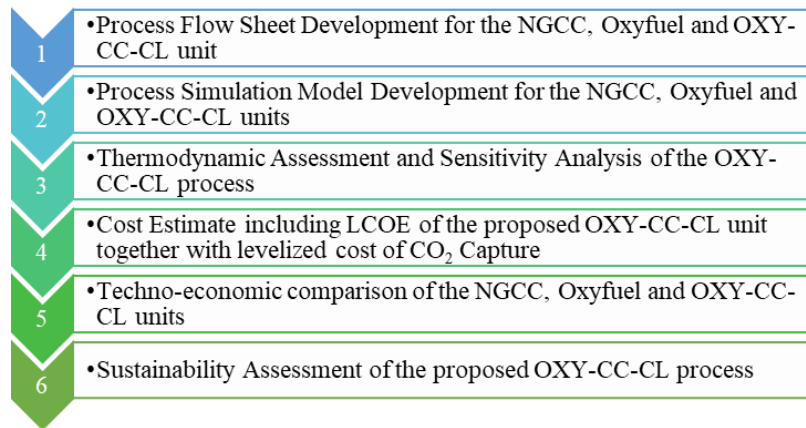 1
•Process Flow Sheet Development for the NGCC, Oxyfuel and OXY-
CC-CL unit
2
•Process Simulation Model Development for the NGCC, Oxyfuel and
OXY-CC-CL units
3
•Thermodynamic Assessment and Sensitivity Analysis of the OXY-
CC-CL process
4
•Cost Estimate including LCOE of the proposed OXY-CC-CL unit
together with levelized cost of CO₂ Capture
5
•Techno-economic comparison of the NGCC, Oxyfuel and OXY-CC-
CL units
6
•Sustainability Assessment of the proposed OXY-CC-CL process